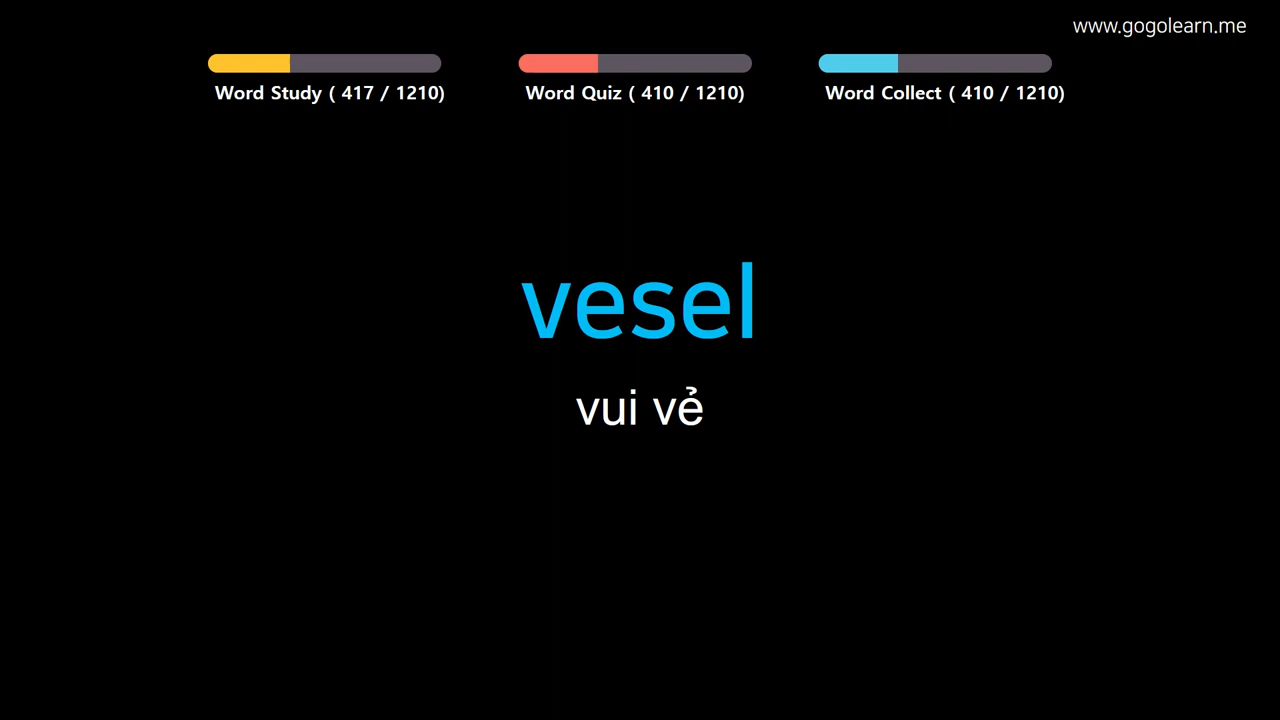 www.gogolearn.me
Word Study ( 417 / 1210)
Word Quiz ( 410 / 1210)
Word Collect ( 410 / 1210)
vesel
vui vẻ